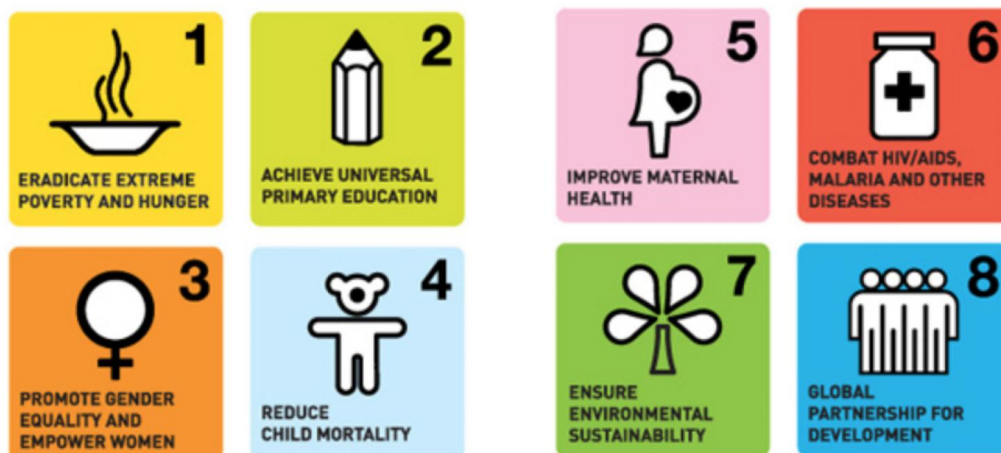 1
ERADICATE EXTREME
POVERTY AND HUNGER
2
ACHIEVE UNIVERSAL
PRIMARY EDUCATION
3
PROMOTE GENDER
EQUALITY AND
EMPOWER WOMEN
4
REDUCE
CHILD MORTALITY
5
IMPROVE MATERNAL
HEALTH
6
COMBAT HIV/AIDS,
MALARIA AND OTHER
DISEASES
7
ENSURE
ENVIRONMENTAL
SUSTAINABILITY
8
GLOBAL
PARTNERSHIP FOR
DEVELOPMENT